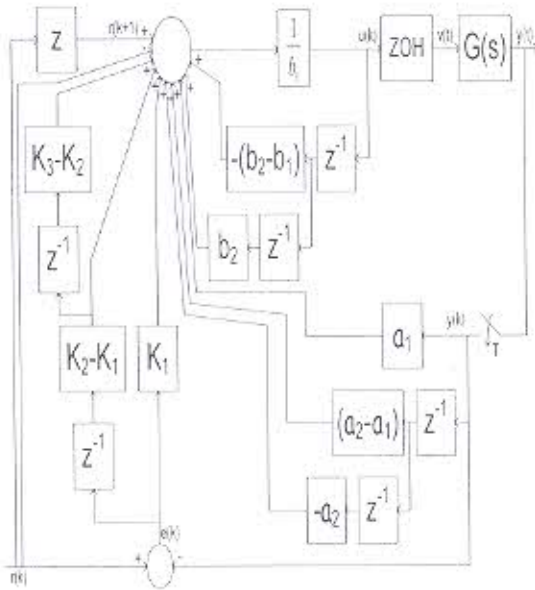 z
r(k+1)
1
b₁
u(k)
ZOH
v(t)
G(s)
y(t)
K₃-K₂
-(b₂-b₁)
z⁻¹
z⁻¹
b₂
z⁻¹
K₂-K₁
K₁
a₁
y(k)
T
z⁻¹
(a₂-a₁)
z⁻¹
-a₂
z⁻¹
e(k)
r(k)